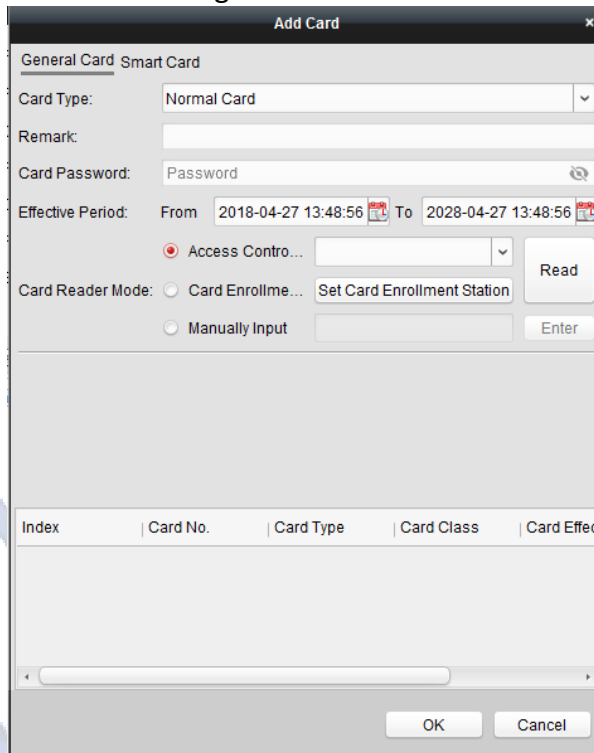 Add Card ×
General Card Smart Card
Card Type: Normal Card
Remark:
Card Password: Password
Effective Period: From 2018-04-27 13:48:56 To 2028-04-27 13:48:56
Access Contro...
Read
Card Reader Mode: Card Enrollme... Set Card Enrollment Station
Manually Input Enter
Index Card No. Card Type Card Class Card Effec
OK Cancel